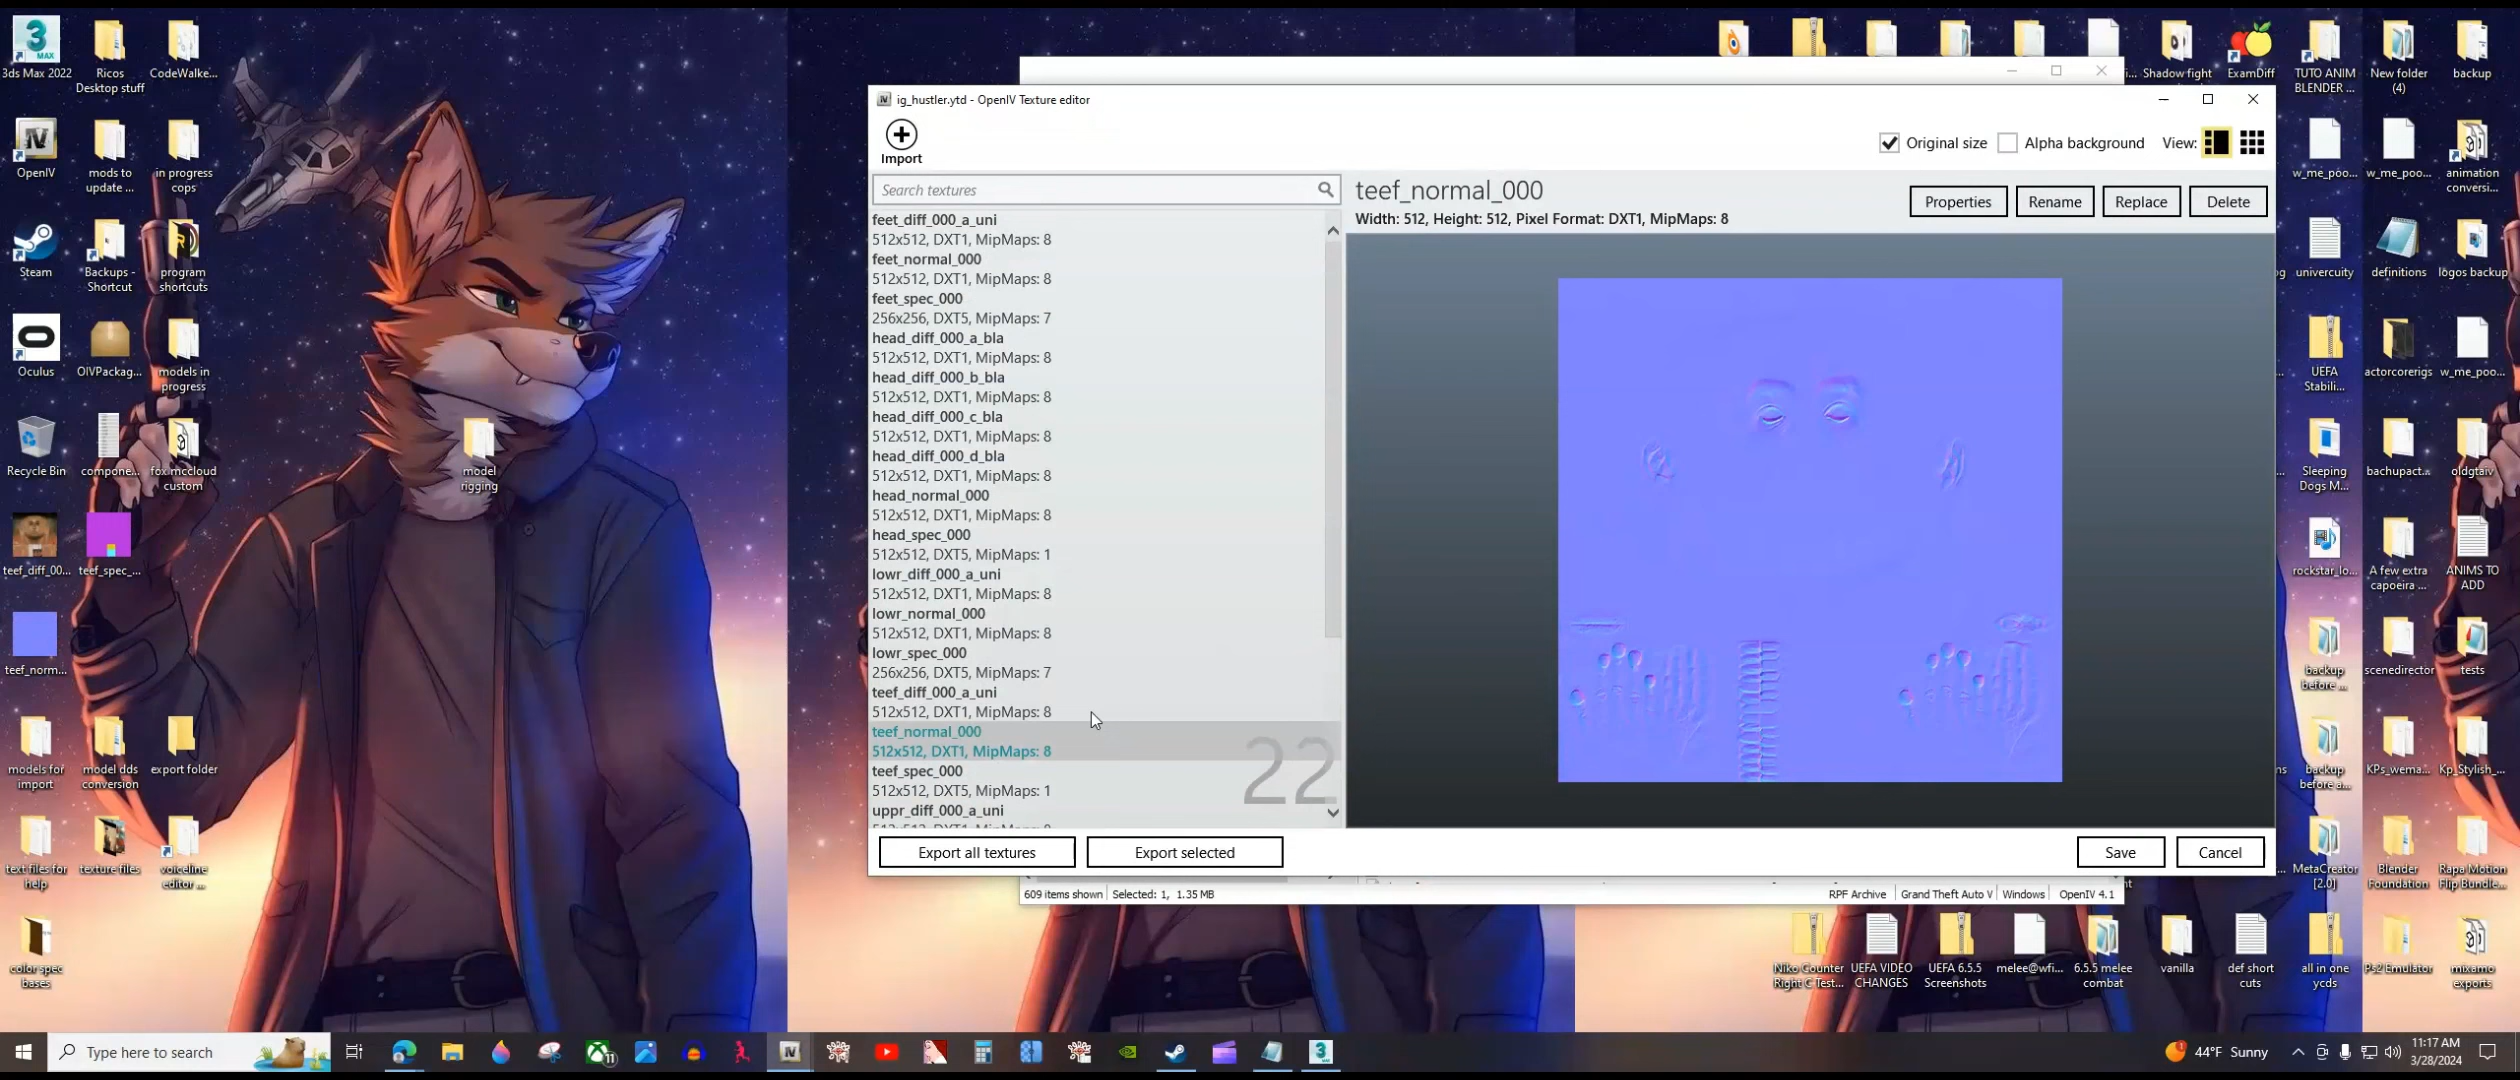 3ds Max 2022
Ricos
Desktop stuff
CodeWalke...
OpenIV
mods to
update ...
in progress
cops
Steam
Backups -
Shortcut
program
shortcuts
Oculus
OIVPackag...
models in
progress
Recycle Bin
compone...
fox mccloud
custom
model
rigging
teef_diff_00...
teef_spec_...
teef_norm...
models for
import
model dds
conversion
export folder
text files for
help
texture files
voiceline
editor ...
color spec
bases
ig_hustler.ytd - OpenIV Texture editor
Import
Original size
Alpha background
View:
Search textures
feet_diff_000_a_uni
512x512, DXT1, MipMaps: 8
feet_normal_000
512x512, DXT1, MipMaps: 8
feet_spec_000
256x256, DXT5, MipMaps: 7
head_diff_000_a_bla
512x512, DXT1, MipMaps: 8
head_diff_000_b_bla
512x512, DXT1, MipMaps: 8
head_diff_000_c_bla
512x512, DXT1, MipMaps: 8
head_diff_000_d_bla
512x512, DXT1, MipMaps: 8
head_normal_000
512x512, DXT1, MipMaps: 8
head_spec_000
512x512, DXT5, MipMaps: 1
lowr_diff_000_a_uni
512x512, DXT1, MipMaps: 8
lowr_normal_000
512x512, DXT1, MipMaps: 8
lowr_spec_000
256x256, DXT5, MipMaps: 7
teef_diff_000_a_uni
512x512, DXT1, MipMaps: 8
teef_normal_000
512x512, DXT1, MipMaps: 8
teef_spec_000
512x512, DXT5, MipMaps: 1
uppr_diff_000_a_uni
22
teef_normal_000
Width: 512, Height: 512, Pixel Format: DXT1, MipMaps: 8
Properties
Rename
Replace
Delete
Export all textures
Export selected
Save
Cancel
609 items shown
Selected: 1, 1.35 MB
RPF Archive
Grand Theft Auto V
Windows
OpenIV 4.1
Shadow fight
ExamDiff
TUTO ANIM
BLENDER ...
New folder
(4)
backup
w_me_poo...
w_me_poo...
animation
conversi...
univercuity
definitions
logos backup
UEFA
Stabili...
actorcorerigs
w_me_poo...
Sleeping
Dogs M...
bachupact...
oldgtaiv
rockstar_lo...
A few extra
capoeira ...
ANIMS TO
ADD
backup
before ...
scenedirector
tests
backup
before a...
KPs_wema...
Kp_Stylish_...
MetaCreator
[2.0]
Blender
Foundation
Rapa Motion
Flip Bundle...
Niko Counter
Right C Test...
UEFA VIDEO
CHANGES
UEFA 6.5.5
Screenshots
melee@wfi...
6.5.5 melee
combat
vanilla
def short
cuts
all in one
ycds
Ps2 Emulator
mixamo
exports
Type here to search
11
44°F Sunny
11:17 AM
3/28/2024